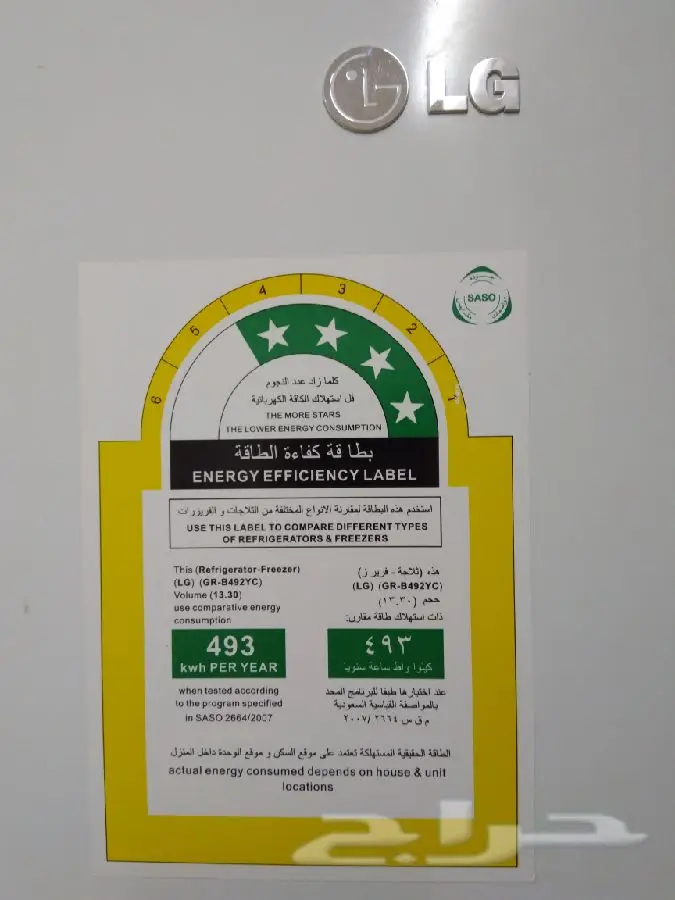 LG
SASO
6 5 4 3 2 1
كلما زاد عدد النجوم
قل استهلاك الكافة الكهربائية
THE MORE STARS
THE LOWER ENERGY CONSUMPTION
بطاقة كفاءة الطاقة
ENERGY EFFICIENCY LABEL
استخدم هذه البطاقة لمقارنة الانواع المختلفة من الثلاجات و الفريزرات
USE THIS LABEL TO COMPARE DIFFERENT TYPES
OF REFRIGERATORS & FREEZERS
This (Refrigerator-Freezer)
(LG) (GR-B492YC)
Volume (13.30)
use comparative energy
consumption
493
kwh PER YEAR
when tested according
to the program specified
in SASO 2664/2007
هذه (ثلاجة - فريزر)
(LG) (GR-B492YC)
حجم (١٣.٣٠)
ذات استهلاك طاقة مقارن:
٤٩٣
كيلوا واط ساعة سنويا
عند اختبارها طبقا للبرنامج المحد
بالمواصفة القياسية السعودية
م ق س ٢٦٦٤ /٢٠٠٧
الطاقة الحقيقية المستهلكة تعتمد على موقع السكن و موقع الوحدة داخل المنزل
actual energy consumed depends on house & unit
locations
حراج